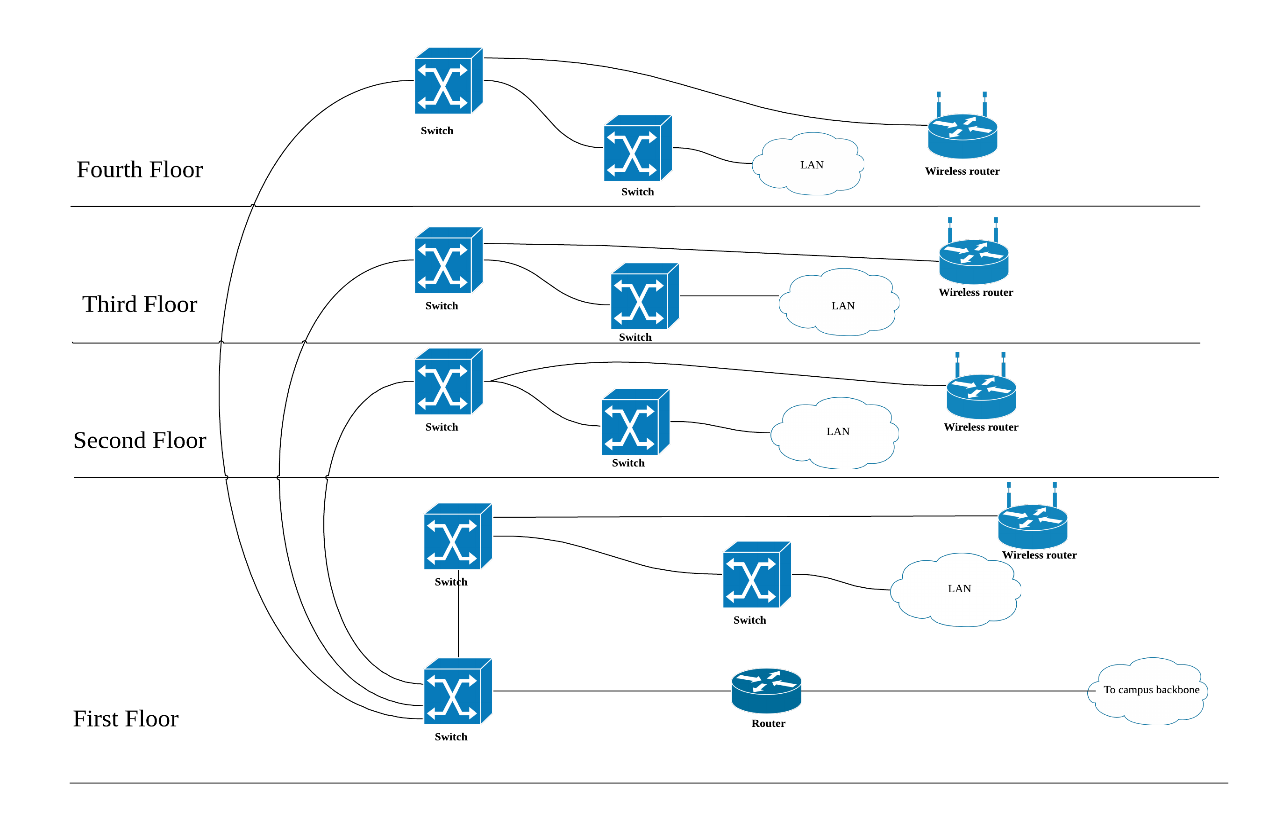 Switch
Switch
LAN
Wireless router
Fourth Floor
Switch
Switch
LAN
Wireless router
Third Floor
Switch
Switch
LAN
Wireless router
Second Floor
Switch
Switch
LAN
Wireless router
Switch
Router
To campus backbone
First Floor